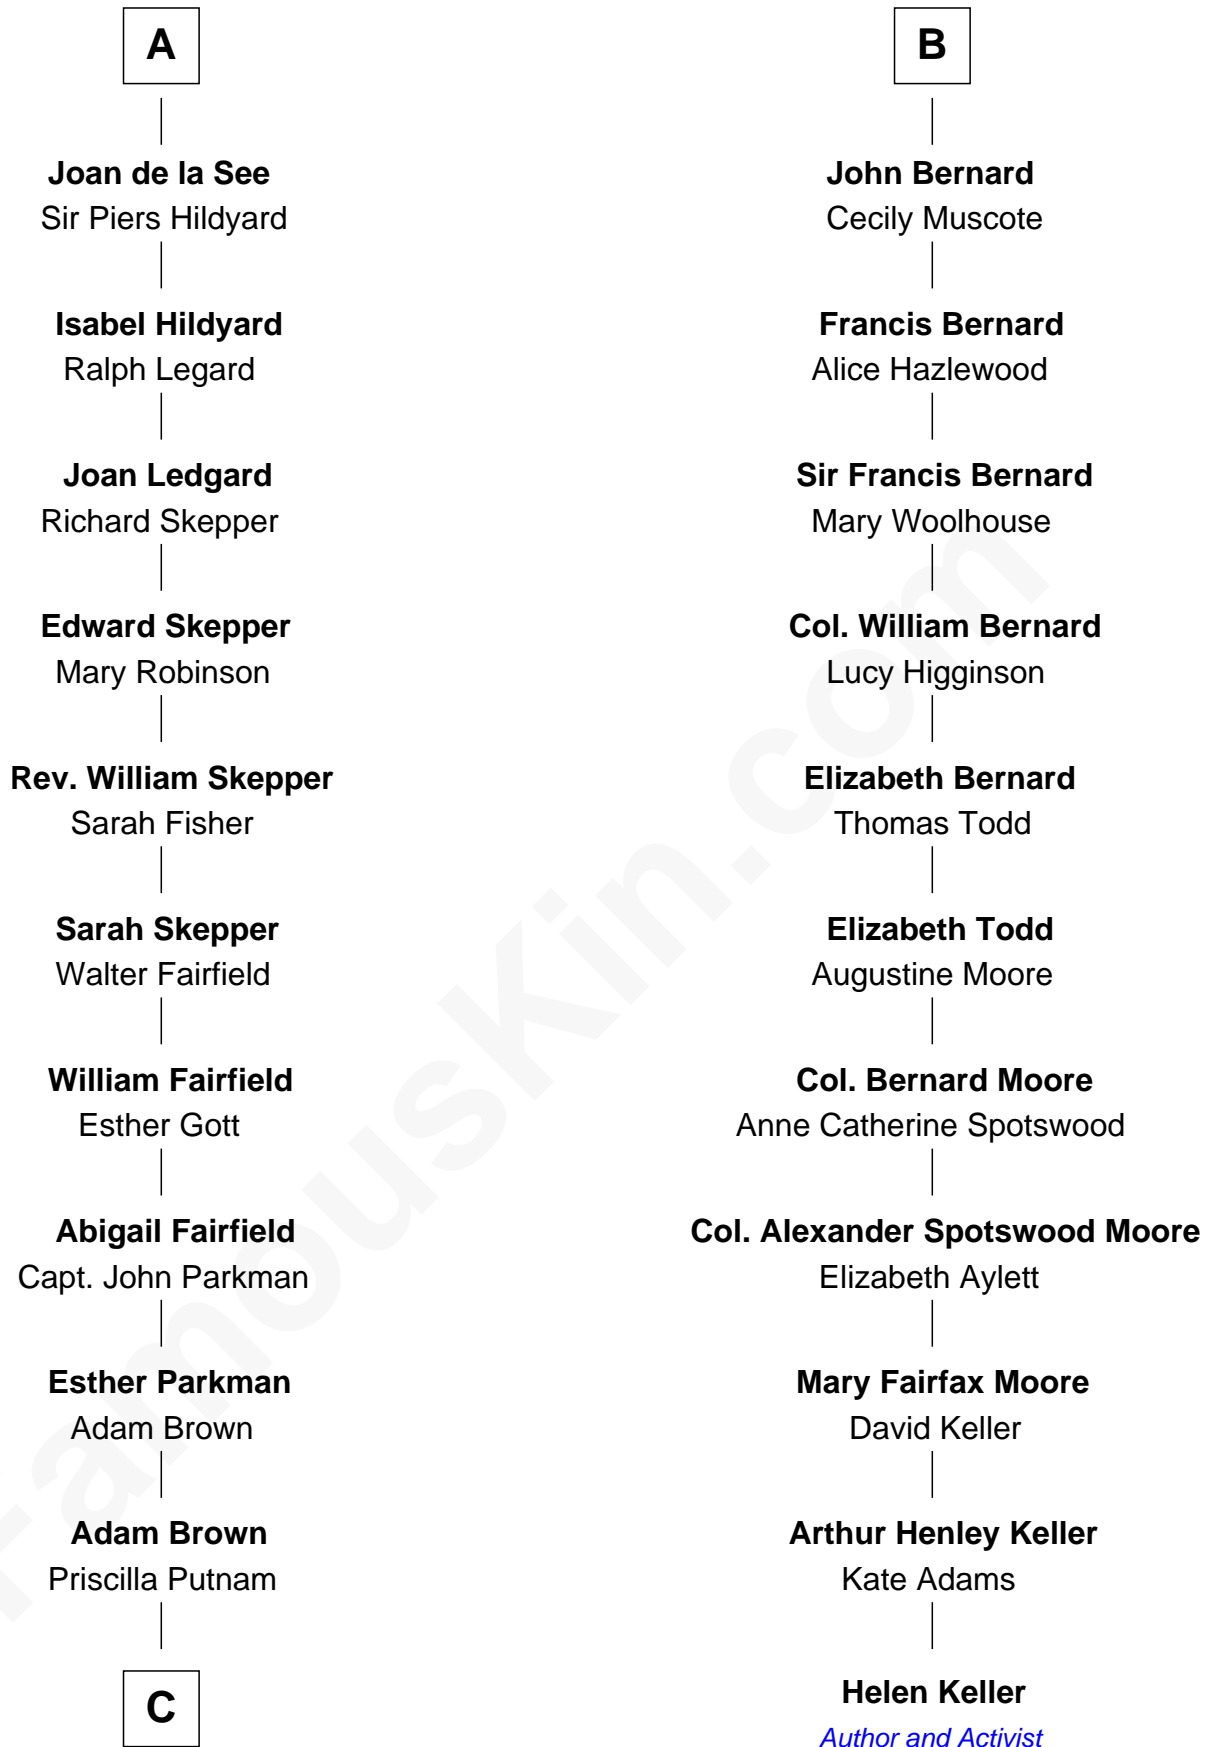 A
Joan de la See
Sir Piers Hildyard
Isabel Hildyard
Ralph Legard
Joan Ledgard
Richard Skepper
Edward Skepper
Mary Robinson
Rev. William Skepper
Sarah Fisher
Sarah Skepper
Walter Fairfield
William Fairfield
Esther Gott
Abigail Fairfield
Capt. John Parkman
Esther Parkman
Adam Brown
Adam Brown
Priscilla Putnam
C
B
John Bernard
Cecily Muscote
Francis Bernard
Alice Hazlewood
Sir Francis Bernard
Mary Woolhouse
Col. William Bernard
Lucy Higginson
Elizabeth Bernard
Thomas Todd
Elizabeth Todd
Augustine Moore
Col. Bernard Moore
Anne Catherine Spotswood
Col. Alexander Spotswood Moore
Elizabeth Aylett
Mary Fairfax Moore
David Keller
Arthur Henley Keller
Kate Adams
Helen Keller
Author and Activist
FamousKin.com